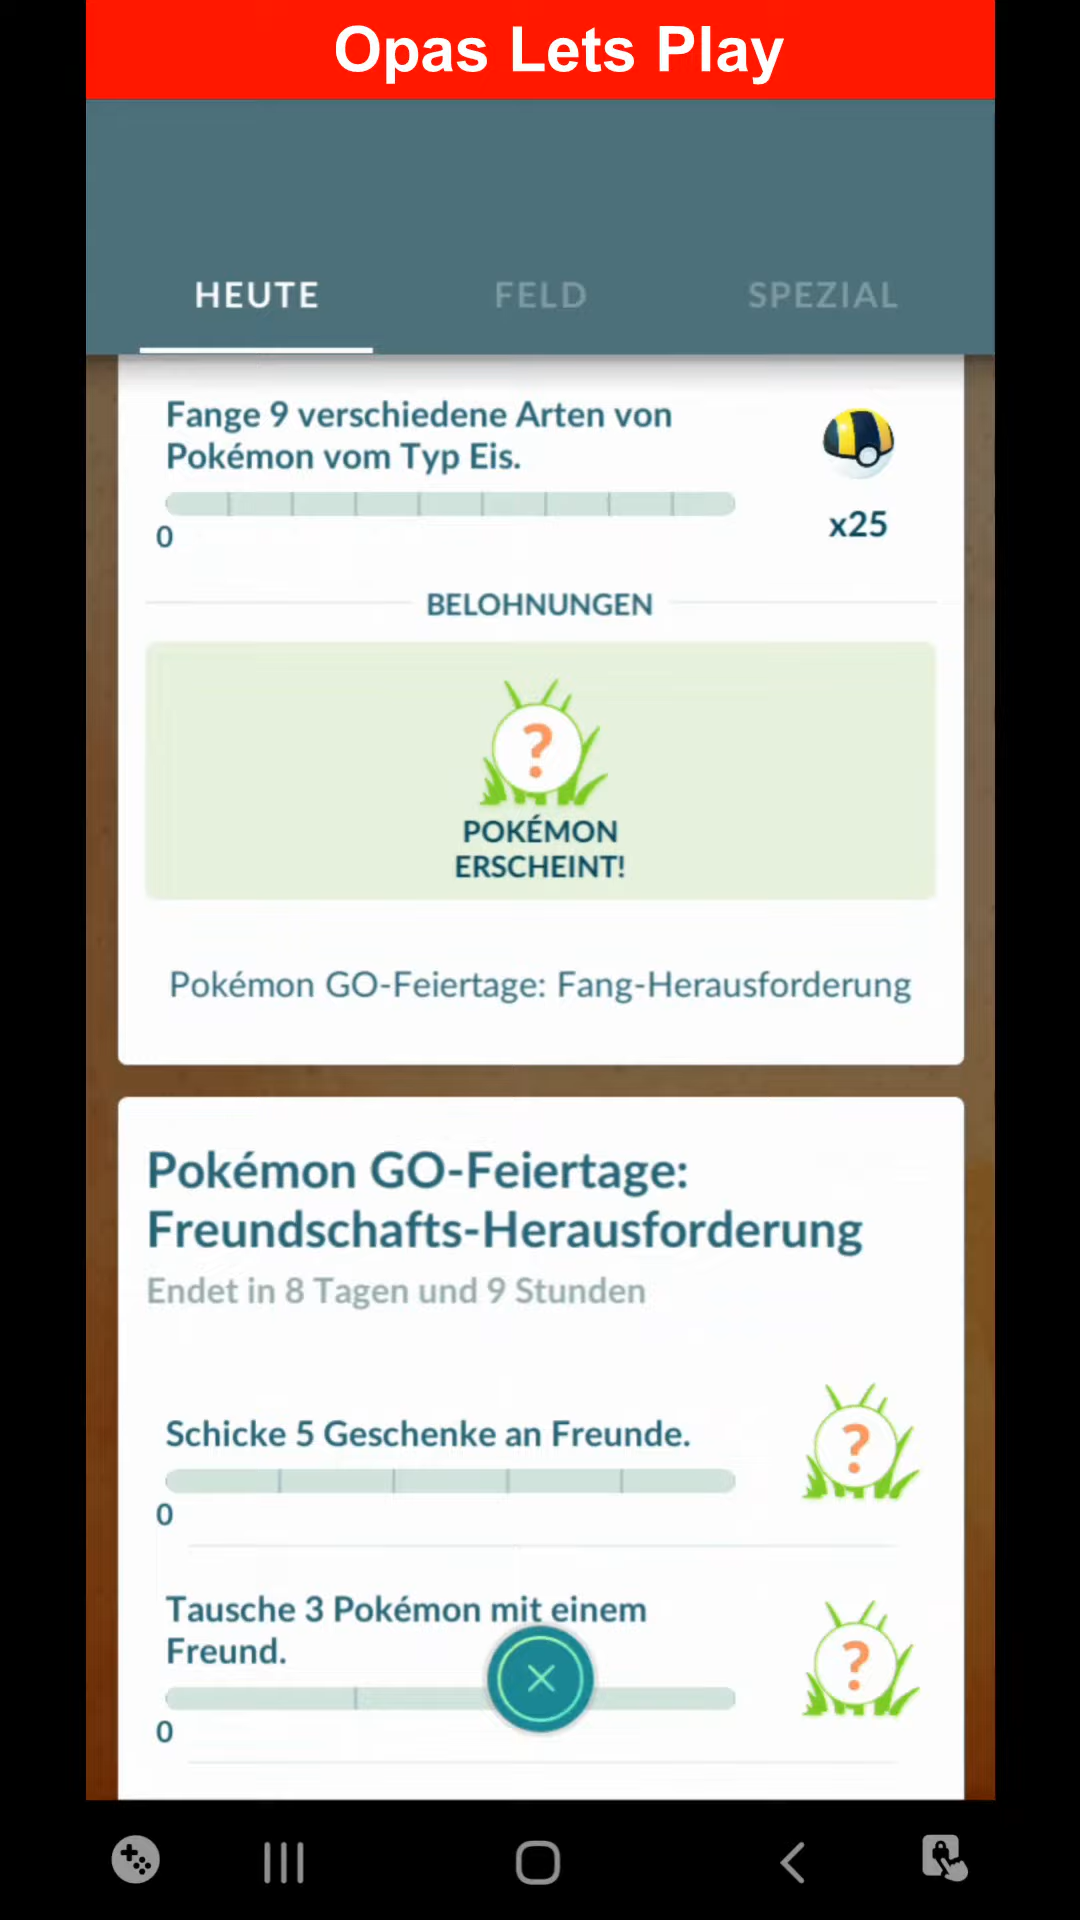 Opas Lets Play
HEUTE
FELD
SPEZIAL
Fange 9 verschiedene Arten von
Pokémon vom Typ Eis.
0
x25
BELOHNUNGEN
?
POKÉMON
ERSCHEINT!
Pokémon GO-Feiertage: Fang-Herausforderung
Pokémon GO-Feiertage:
Freundschafts-Herausforderung
Endet in 8 Tagen und 9 Stunden
Schicke 5 Geschenke an Freunde.
0
?
Tausche 3 Pokémon mit einem
Freund.
0
?